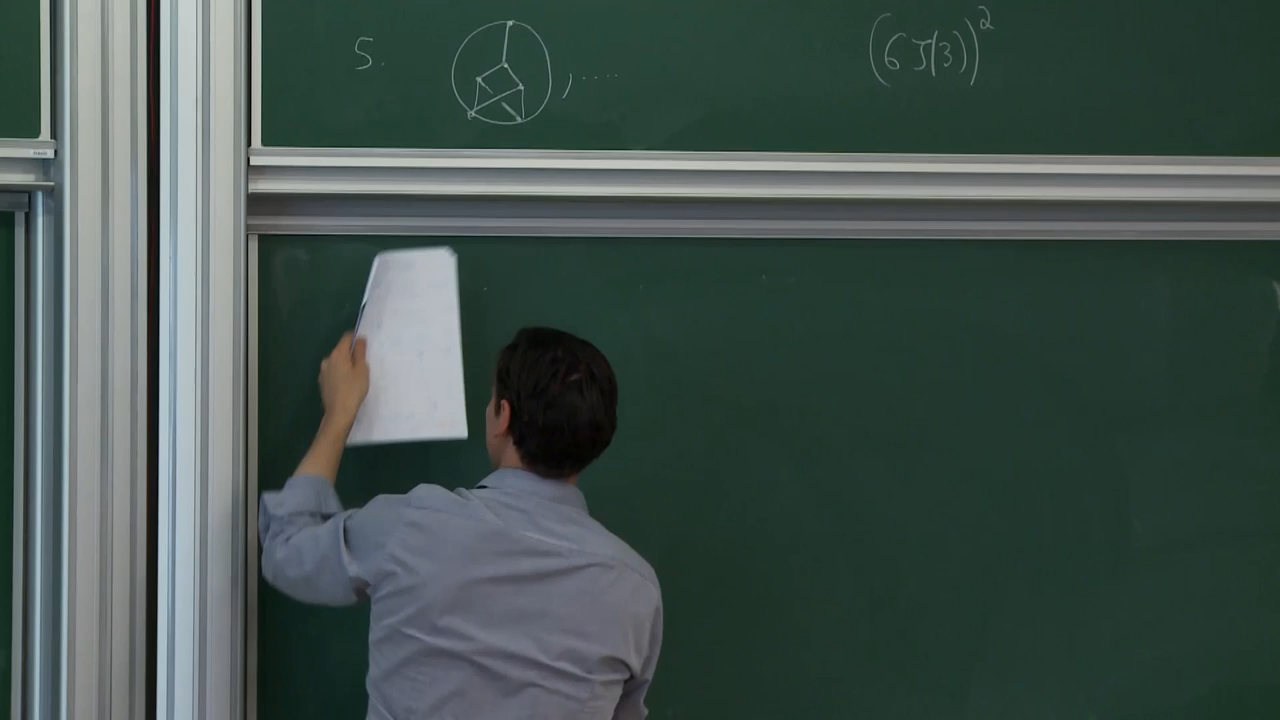 5. , ..... (6 ζ(3))²